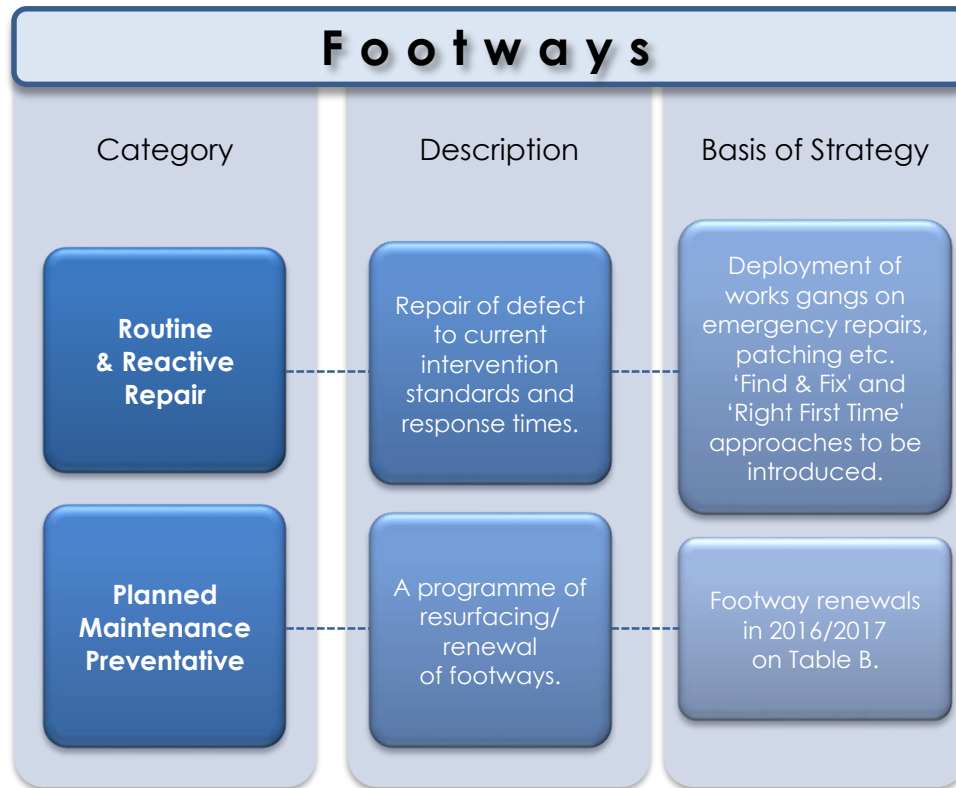 Footways
Category
Description
Basis of Strategy
Routine
& Reactive
Repair
Repair of defect
to current
intervention
standards and
response times.
Deployment of
works gangs on
emergency repairs,
patching etc.
‘Find & Fix' and
‘Right First Time'
approaches to be
introduced.
Planned
Maintenance
Preventative
A programme of
resurfacing/
renewal
of footways.
Footway renewals
in 2016/2017
on Table B.